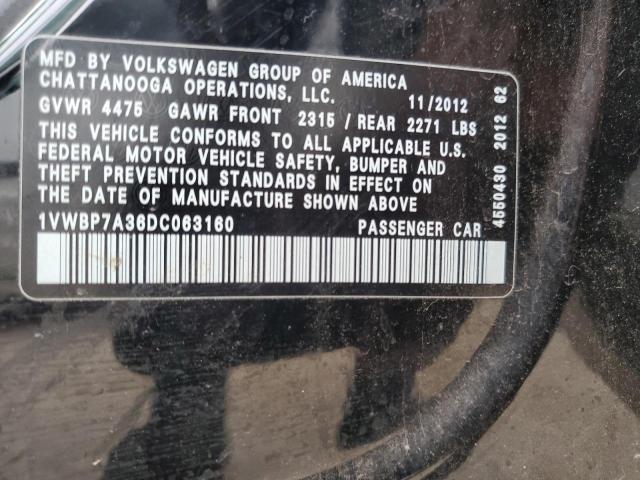 MFD BY VOLKSWAGEN GROUP OF AMERICA
CHATTANOOGA OPERATIONS, LLC. 11/2012
GVWR 4475 GAWR FRONT 2315 / REAR 2271 LBS
THIS VEHICLE CONFORMS TO ALL APPLICABLE U.S.
FEDERAL MOTOR VEHICLE SAFETY, BUMPER AND
THEFT PREVENTION STANDARDS IN EFFECT ON
THE DATE OF MANUFACTURE SHOWN ABOVE
1VWBP7A36DC063160 PASSENGER CAR
4550430 2012 62